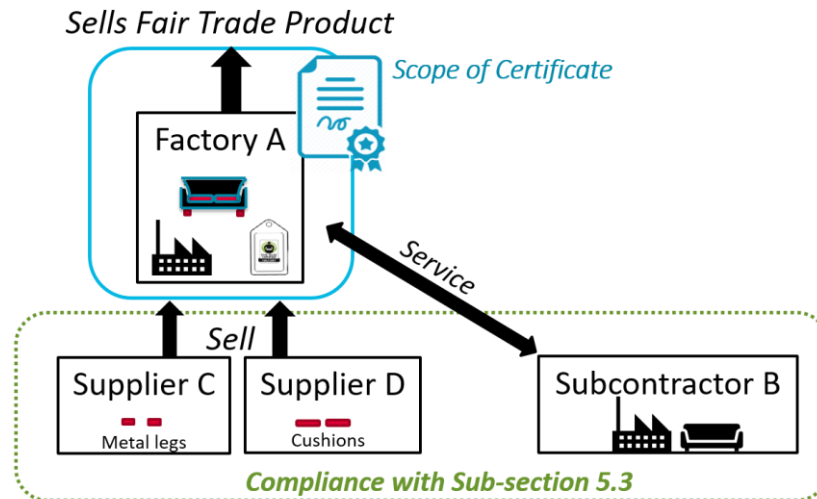 Sells Fair Trade Product
Scope of Certificate
Factory A
Service
Sell
Supplier C
Metal legs
Supplier D
Cushions
Subcontractor B
Compliance with Sub-section 5.3